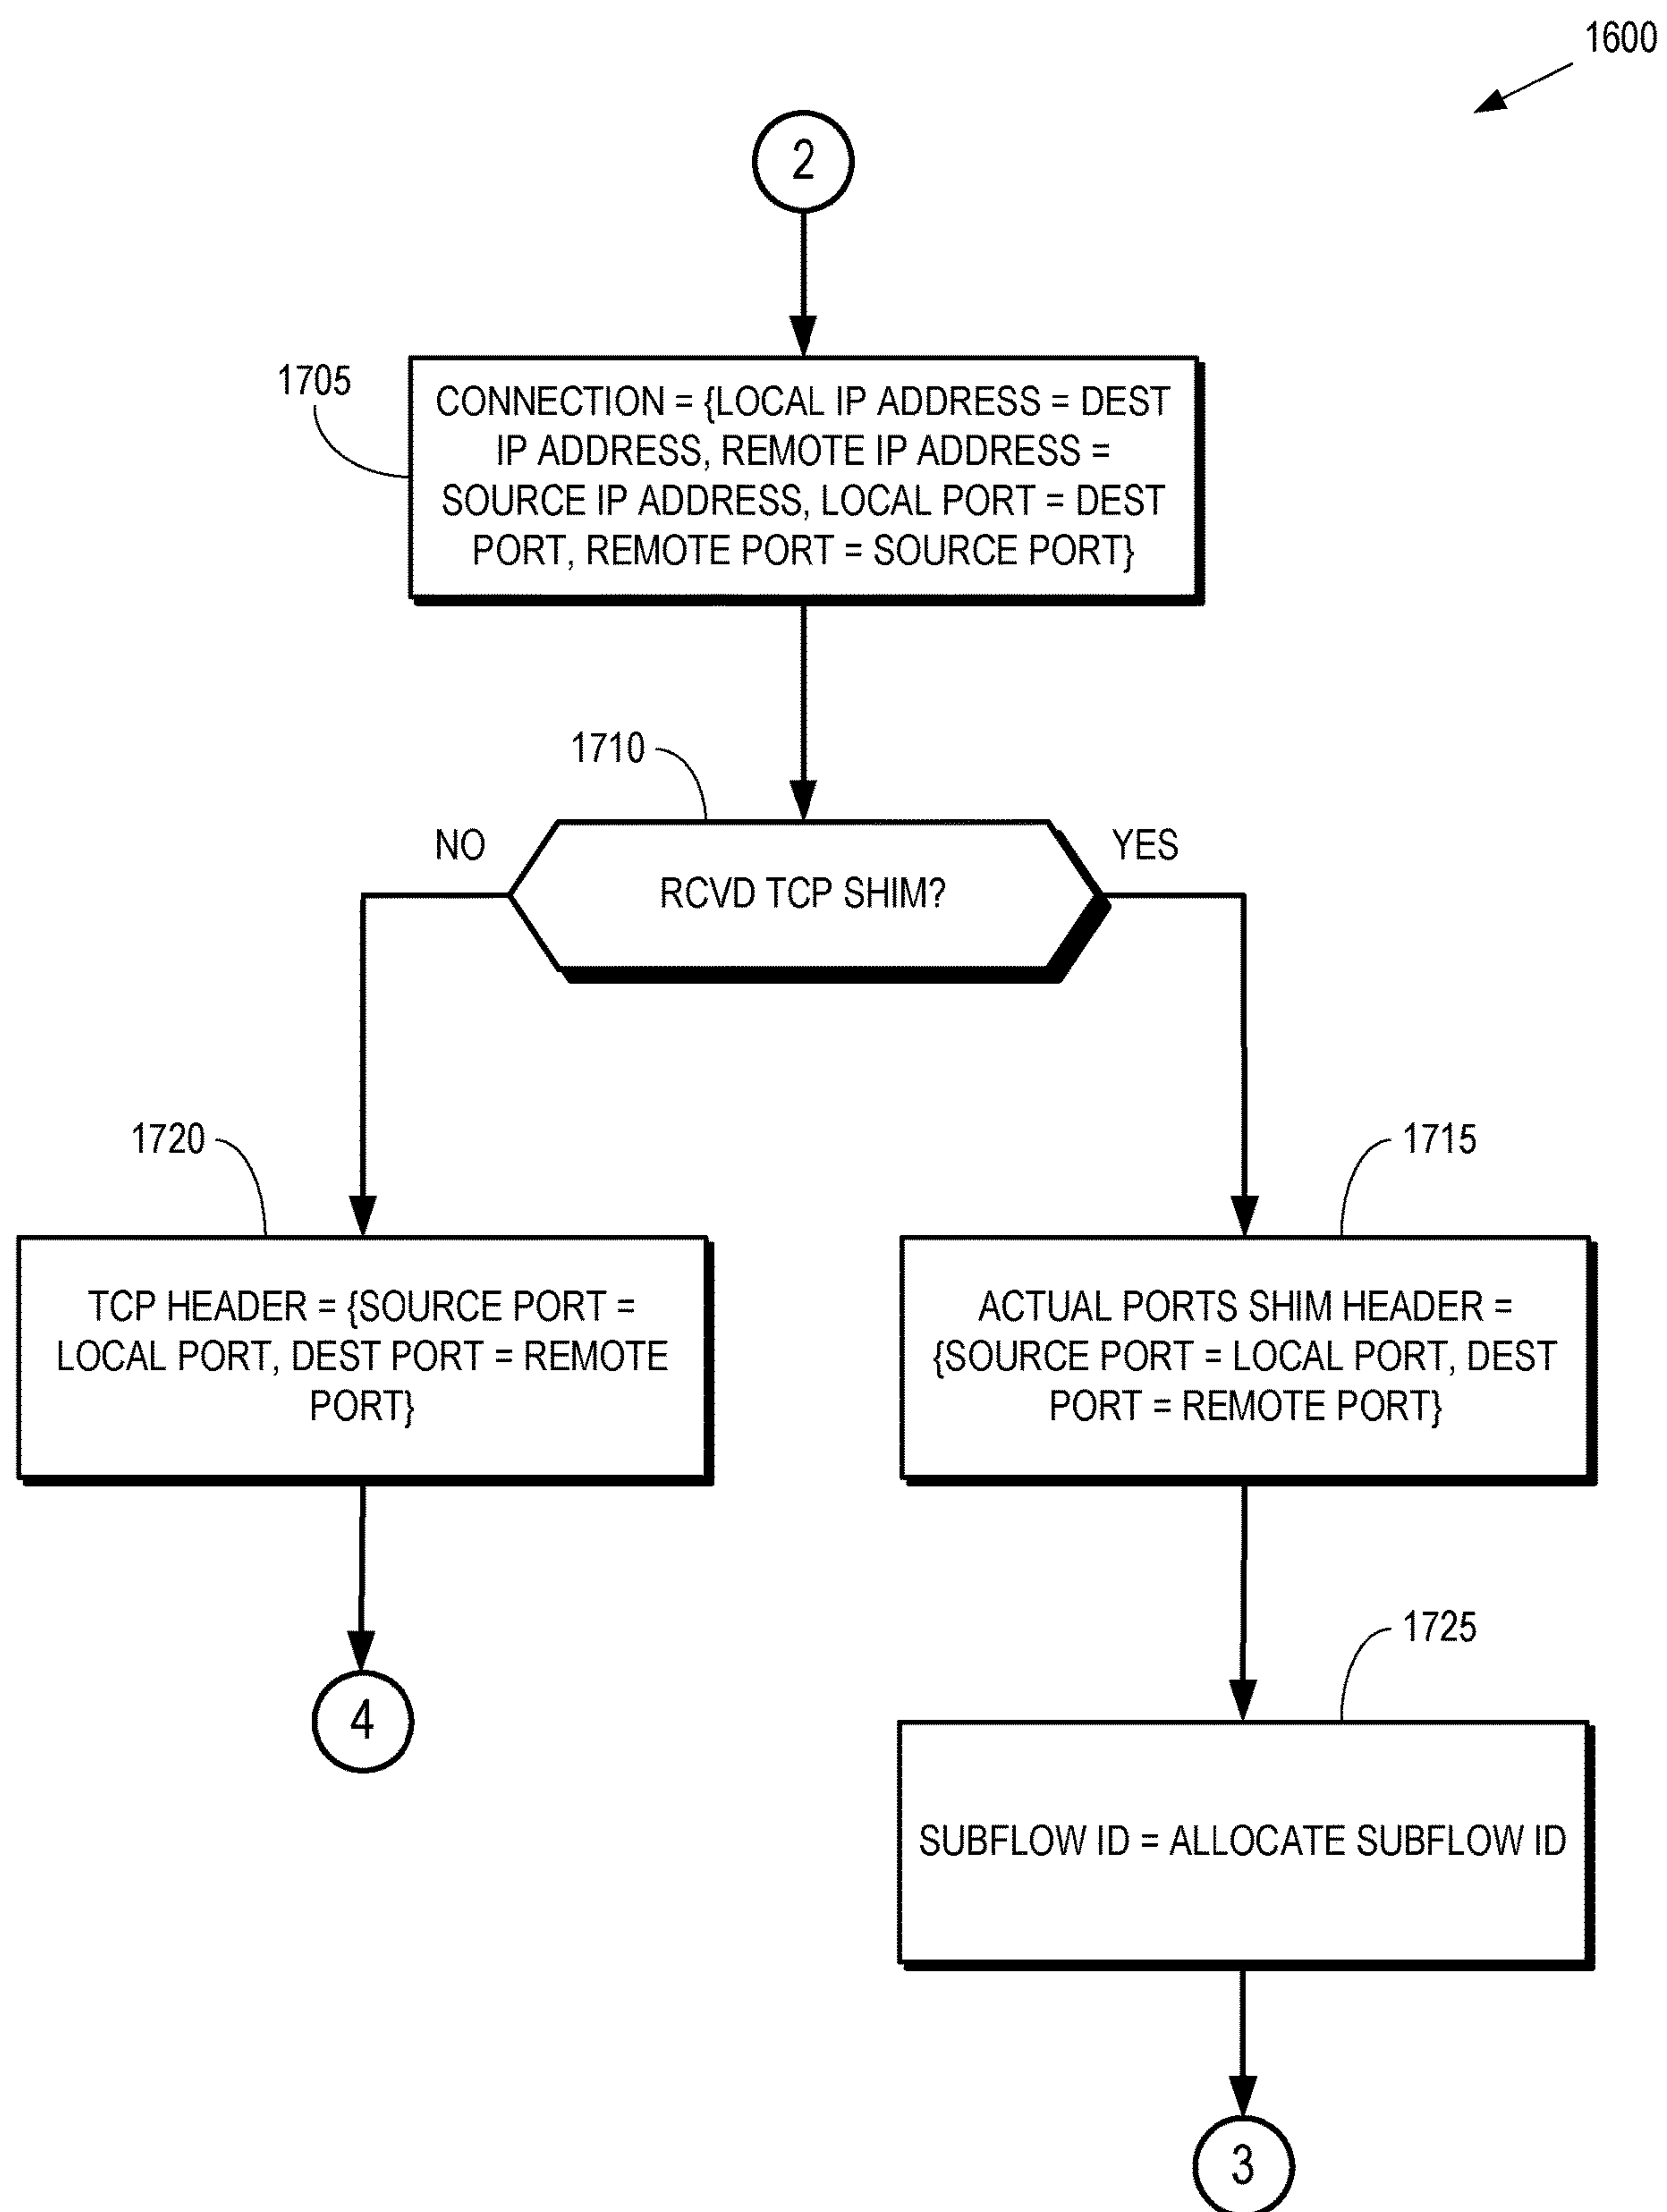 1600
2
1705
CONNECTION = {LOCAL IP ADDRESS = DEST
IP ADDRESS, REMOTE IP ADDRESS =
SOURCE IP ADDRESS, LOCAL PORT = DEST
PORT, REMOTE PORT = SOURCE PORT}
1710
NO
YES
RCVD TCP SHIM?
1720
TCP HEADER = {SOURCE PORT =
LOCAL PORT, DEST PORT = REMOTE
PORT}
4
1715
ACTUAL PORTS SHIM HEADER =
{SOURCE PORT = LOCAL PORT, DEST
PORT = REMOTE PORT}
1725
SUBFLOW ID = ALLOCATE SUBFLOW ID
3